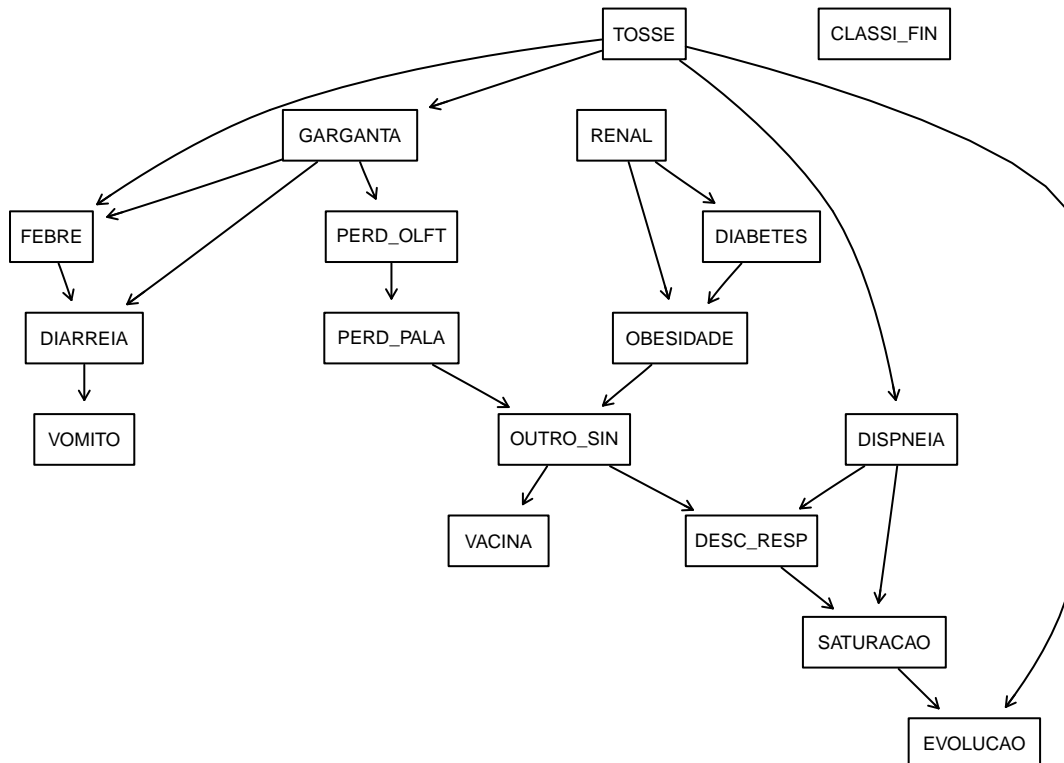 TOSSE
CLASSI_FIN
GARGANTA
RENAL
FEBRE
PERD_OLFT
DIABETES
DIARREIA
PERD_PALA
OBESIDADE
VOMITO
OUTRO_SIN
DISPNEIA
VACINA
DESC_RESP
SATURACAO
EVOLUCAO